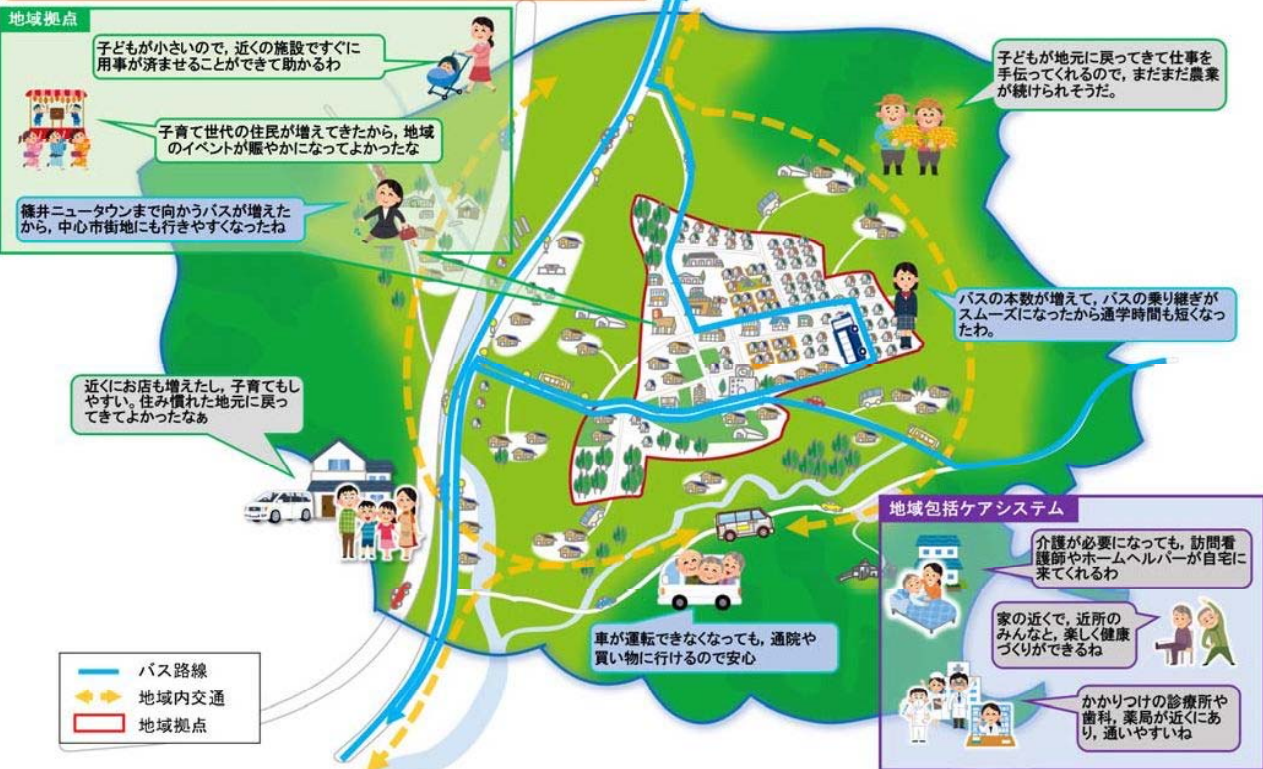 地域拠点
子どもが小さいので，近くの施設ですぐに
用事が済ませることができて助かるわ
子育て世代の住民が増えてきたから，地域
のイベントが賑やかになってよかったな
篠井ニュータウンまで向かうバスが増えた
から，中心市街地にも行きやすくなったね
子どもが地元に戻ってきて仕事を
手伝ってくれるので，まだまだ農業
が続けられそうだ。
バスの本数が増えて，バスの乗り継ぎが
スムーズになったから通学時間も短くなっ
たわ。
近くにお店も増えたし，子育てもし
やすい。住み慣れた地元に戻っ
てきてよかったなぁ
車が運転できなくなっても，通院や
買い物に行けるので安心
地域包括ケアシステム
介護が必要になっても，訪問看
護師やホームヘルパーが自宅に
来てくれるわ
家の近くで，近所の
みんなと，楽しく健康
づくりができるね
かかりつけの診療所や
歯科，薬局が近くにあ
り，通いやすいね
バス路線
地域内交通
地域拠点